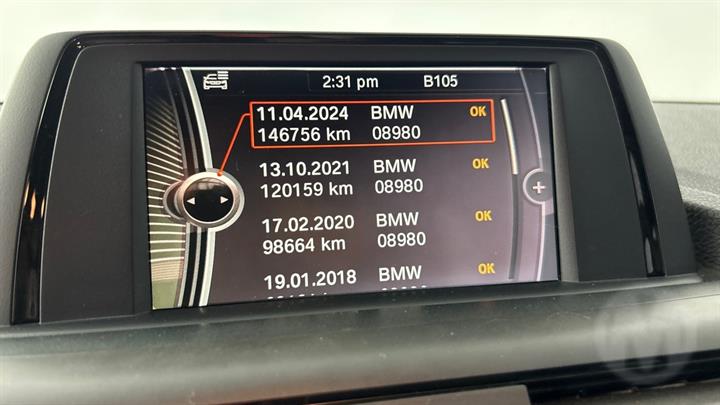 2:31 pm B105
11.04.2024 BMW OK
146756 km 08980
13.10.2021 BMW OK
120159 km 08980
17.02.2020 BMW OK
98664 km 08980
19.01.2018 BMW OK